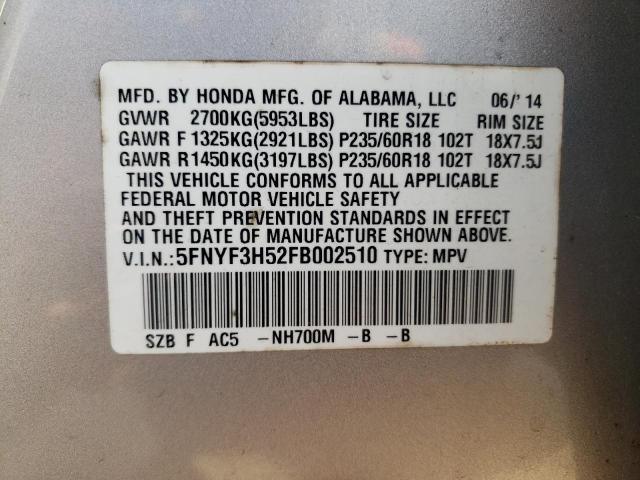 MFD. BY HONDA MFG. OF ALABAMA, LLC 06/'14
GVWR 2700KG(5953LBS) TIRE SIZE RIM SIZE
GAWR F 1325KG(2921LBS) P235/60R18 102T 18X7.5J
GAWR R1450KG(3197LBS) P235/60R18 102T 18X7.5J
THIS VEHICLE CONFORMS TO ALL APPLICABLE
FEDERAL MOTOR VEHICLE SAFETY
AND THEFT PREVENTION STANDARDS IN EFFECT
ON THE DATE OF MANUFACTURE SHOWN ABOVE.
V.I.N.:5FNYF3H52FB002510 TYPE: MPV
SZB F AC5 -NH700M -B -B